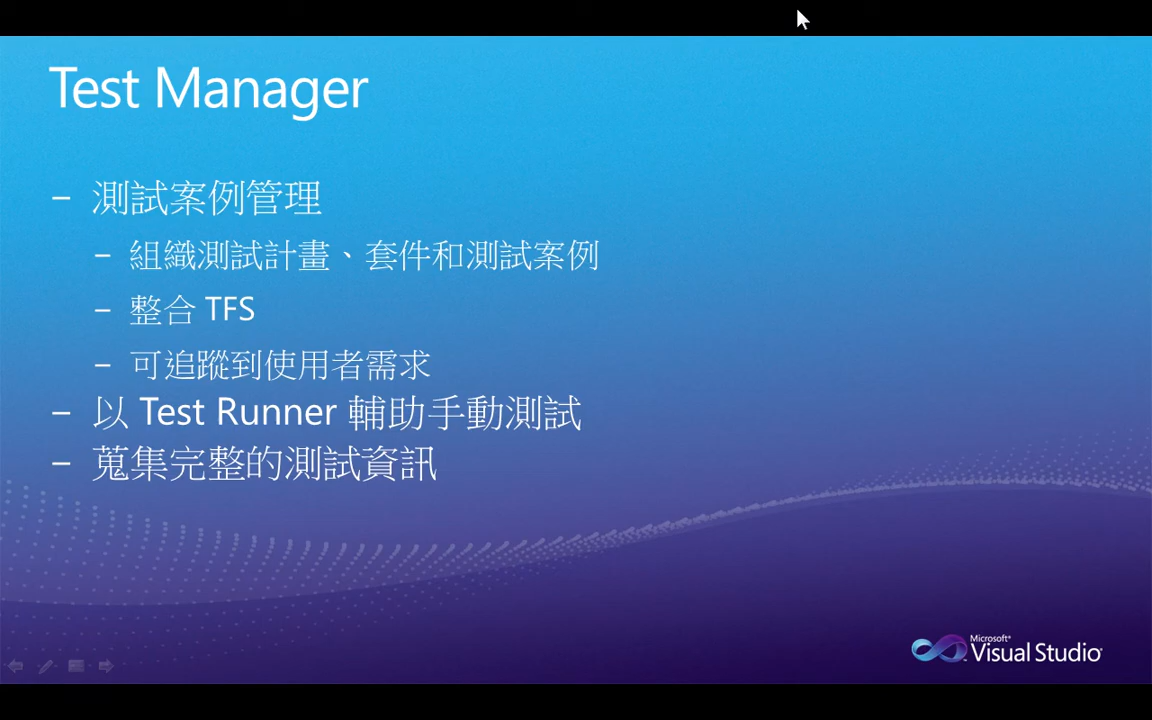 Test Manager
– 測試案例管理
– 組織測試計畫、套件和測試案例
– 整合 TFS
– 可追蹤到使用者需求
– 以 Test Runner 輔助手動測試
– 蒐集完整的測試資訊
Microsoft®
Visual Studio®